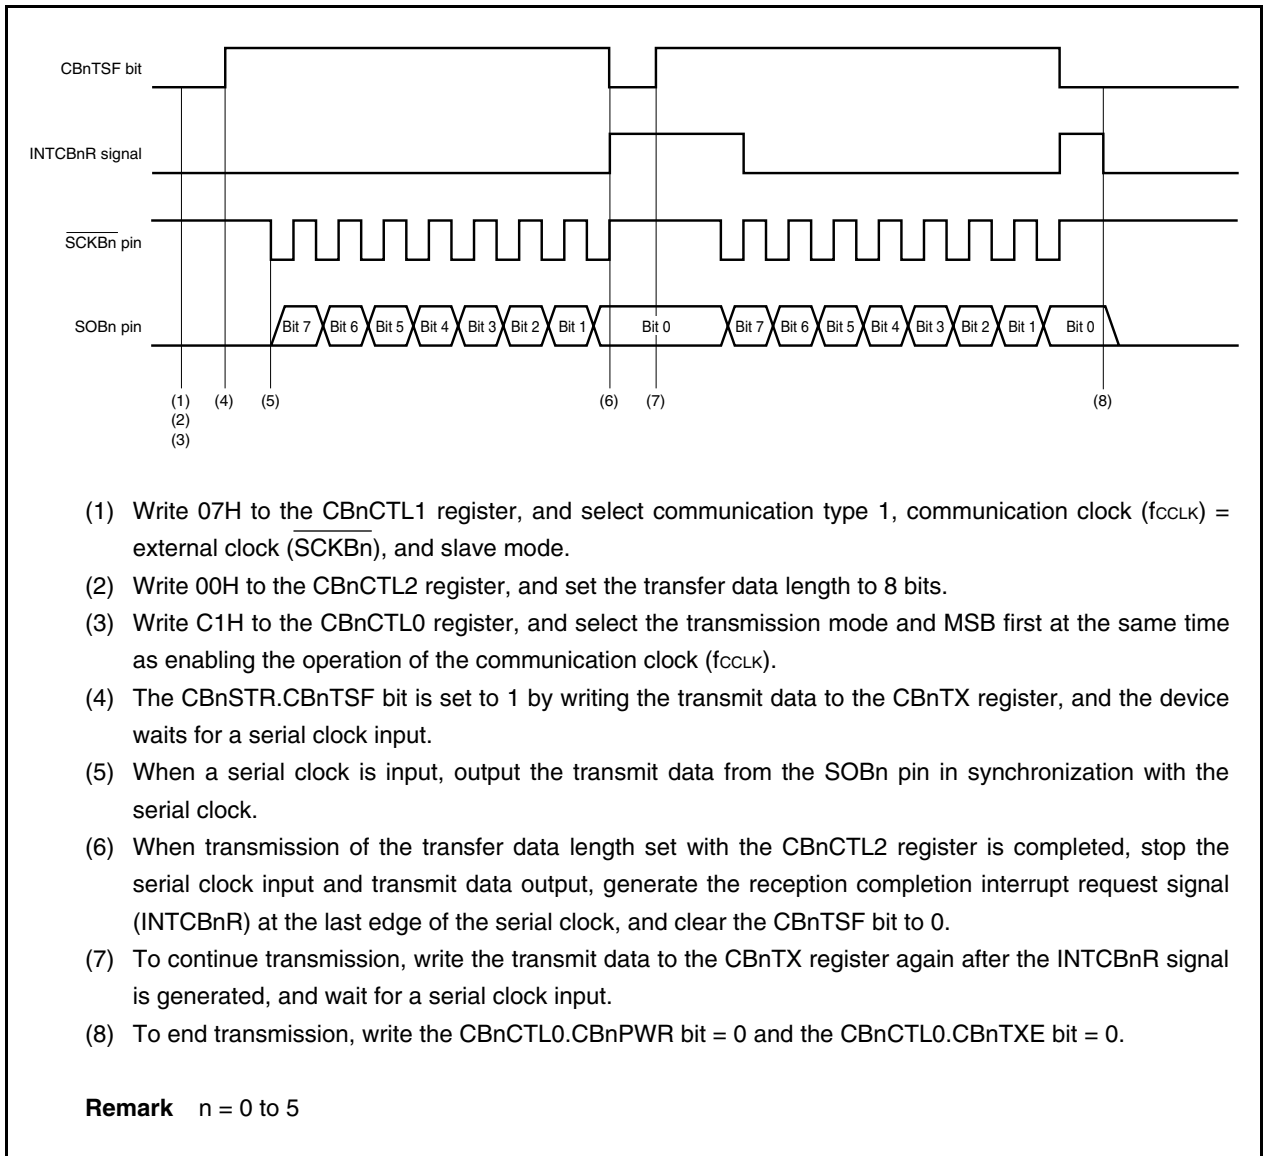 CBnTSF bit
INTCBnR signal
SCKBn pin
SOBn pin
Bit 7 Bit 6 Bit 5 Bit 4 Bit 3 Bit 2 Bit 1 Bit 0 Bit 7 Bit 6 Bit 5 Bit 4 Bit 3 Bit 2 Bit 1 Bit 0
(1) (4) (5) (6) (7) (8)
(2)
(3)
(1) Write 07H to the CBnCTL1 register, and select communication type 1, communication clock (fCCLK) =
external clock (SCKBn), and slave mode.
(2) Write 00H to the CBnCTL2 register, and set the transfer data length to 8 bits.
(3) Write C1H to the CBnCTL0 register, and select the transmission mode and MSB first at the same time
as enabling the operation of the communication clock (fCCLK).
(4) The CBnSTR.CBnTSF bit is set to 1 by writing the transmit data to the CBnTX register, and the device
waits for a serial clock input.
(5) When a serial clock is input, output the transmit data from the SOBn pin in synchronization with the
serial clock.
(6) When transmission of the transfer data length set with the CBnCTL2 register is completed, stop the
serial clock input and transmit data output, generate the reception completion interrupt request signal
(INTCBnR) at the last edge of the serial clock, and clear the CBnTSF bit to 0.
(7) To continue transmission, write the transmit data to the CBnTX register again after the INTCBnR signal
is generated, and wait for a serial clock input.
(8) To end transmission, write the CBnCTL0.CBnPWR bit = 0 and the CBnCTL0.CBnTXE bit = 0.
Remark n = 0 to 5